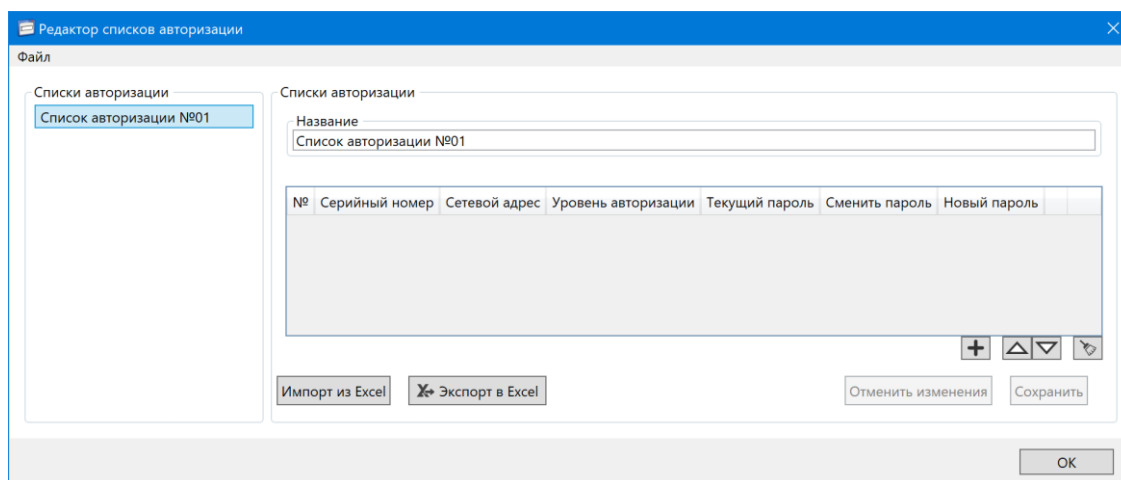 Редактор списков авторизации
Файл
Списки авторизации
Список авторизации №01
Списки авторизации
Название
Список авторизации №01
№ Серийный номер Сетевой адрес Уровень авторизации Текущий пароль Сменить пароль Новый пароль
Импорт из Excel Экспорт в Excel Отменить изменения Сохранить
ОК